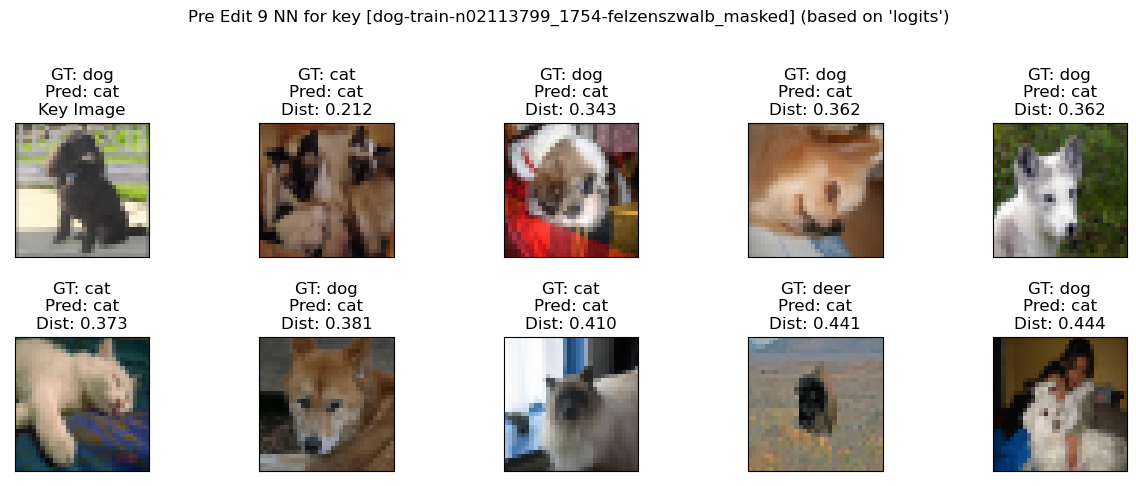 Pre Edit 9 NN for key [dog-train-n02113799_1754-felzenszwalb_masked] (based on 'logits')
GT: dog
Pred: cat
Key Image
GT: cat
Pred: cat
Dist: 0.212
GT: dog
Pred: cat
Dist: 0.343
GT: dog
Pred: cat
Dist: 0.362
GT: dog
Pred: cat
Dist: 0.362
GT: cat
Pred: cat
Dist: 0.373
GT: dog
Pred: cat
Dist: 0.381
GT: cat
Pred: cat
Dist: 0.410
GT: deer
Pred: cat
Dist: 0.441
GT: dog
Pred: cat
Dist: 0.444